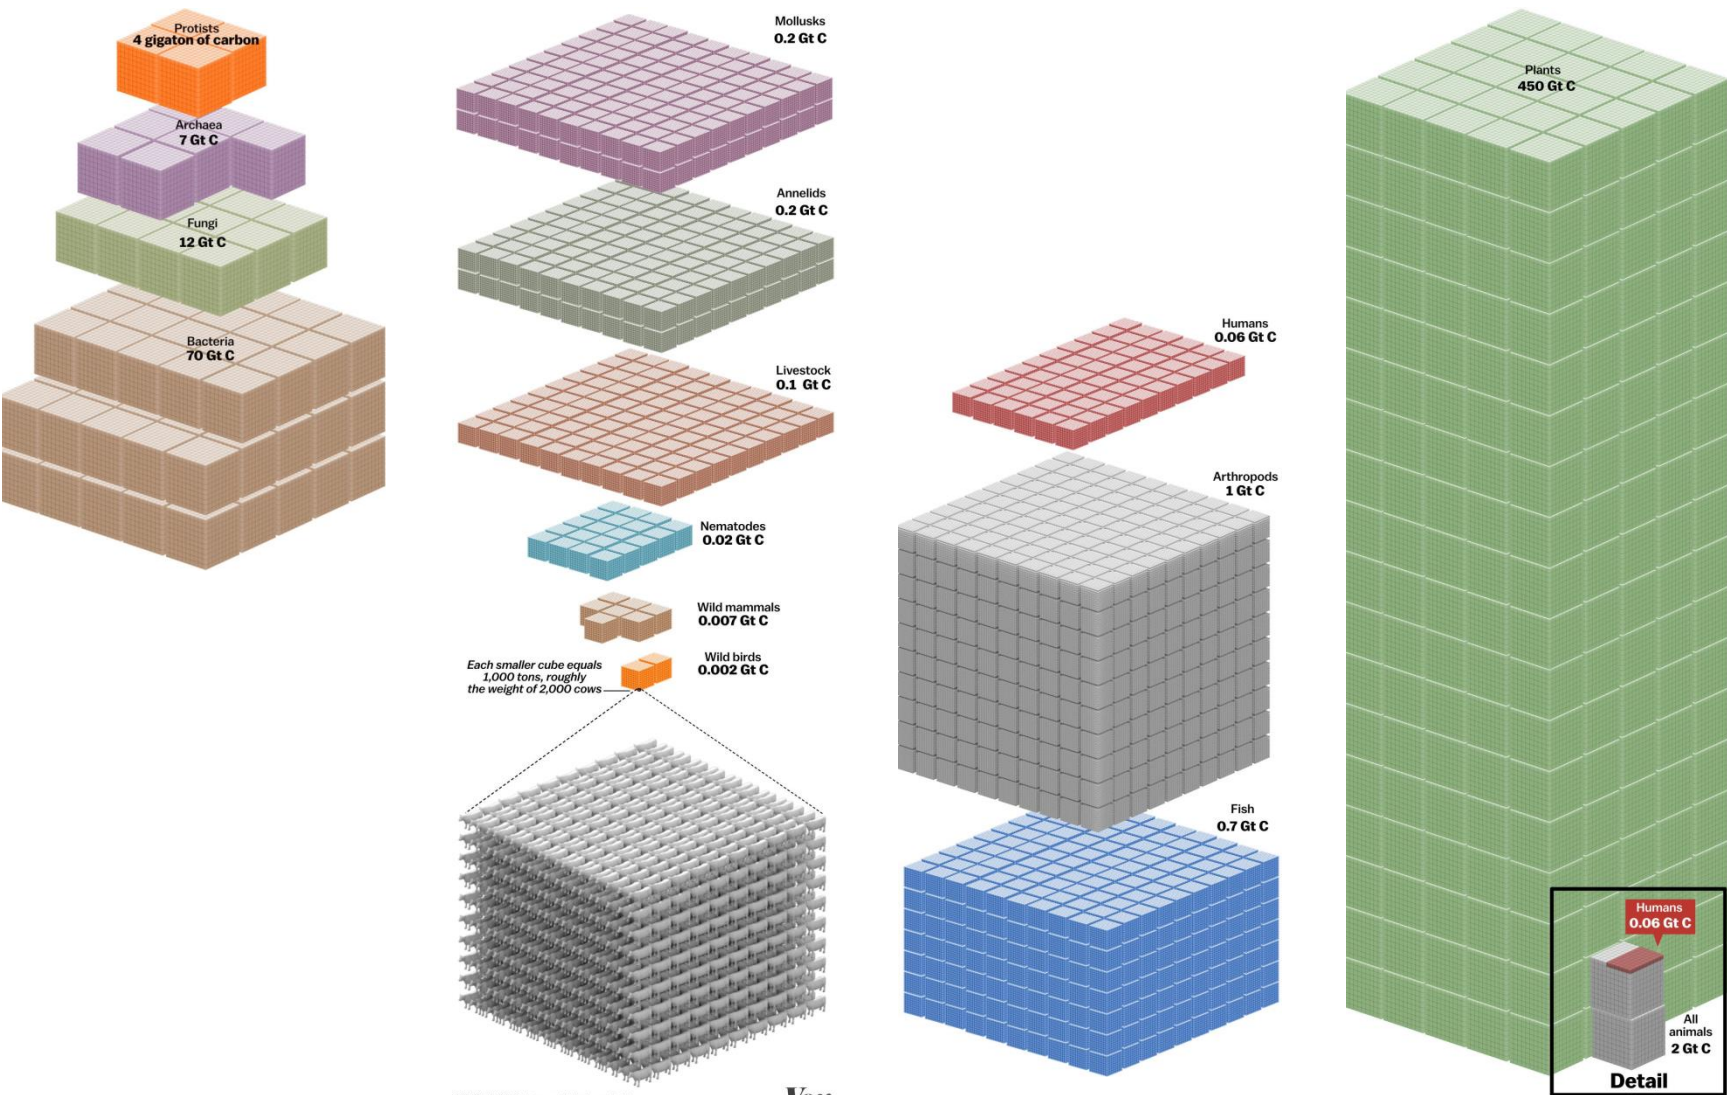 Protists
4 gigaton of carbon
Archaea
7 Gt C
Fungi
12 Gt C
Bacteria
70 Gt C
Mollusks
0.2 Gt C
Annelids
0.2 Gt C
Livestock
0.1 Gt C
Nematodes
0.02 Gt C
Wild mammals
0.007 Gt C
Wild birds
0.002 Gt C
Each smaller cube equals
1,000 tons, roughly
the weight of 2,000 cows
Humans
0.06 Gt C
Arthropods
1 Gt C
Fish
0.7 Gt C
Plants
450 Gt C
Humans
0.06 Gt C
All
animals
2 Gt C
Detail